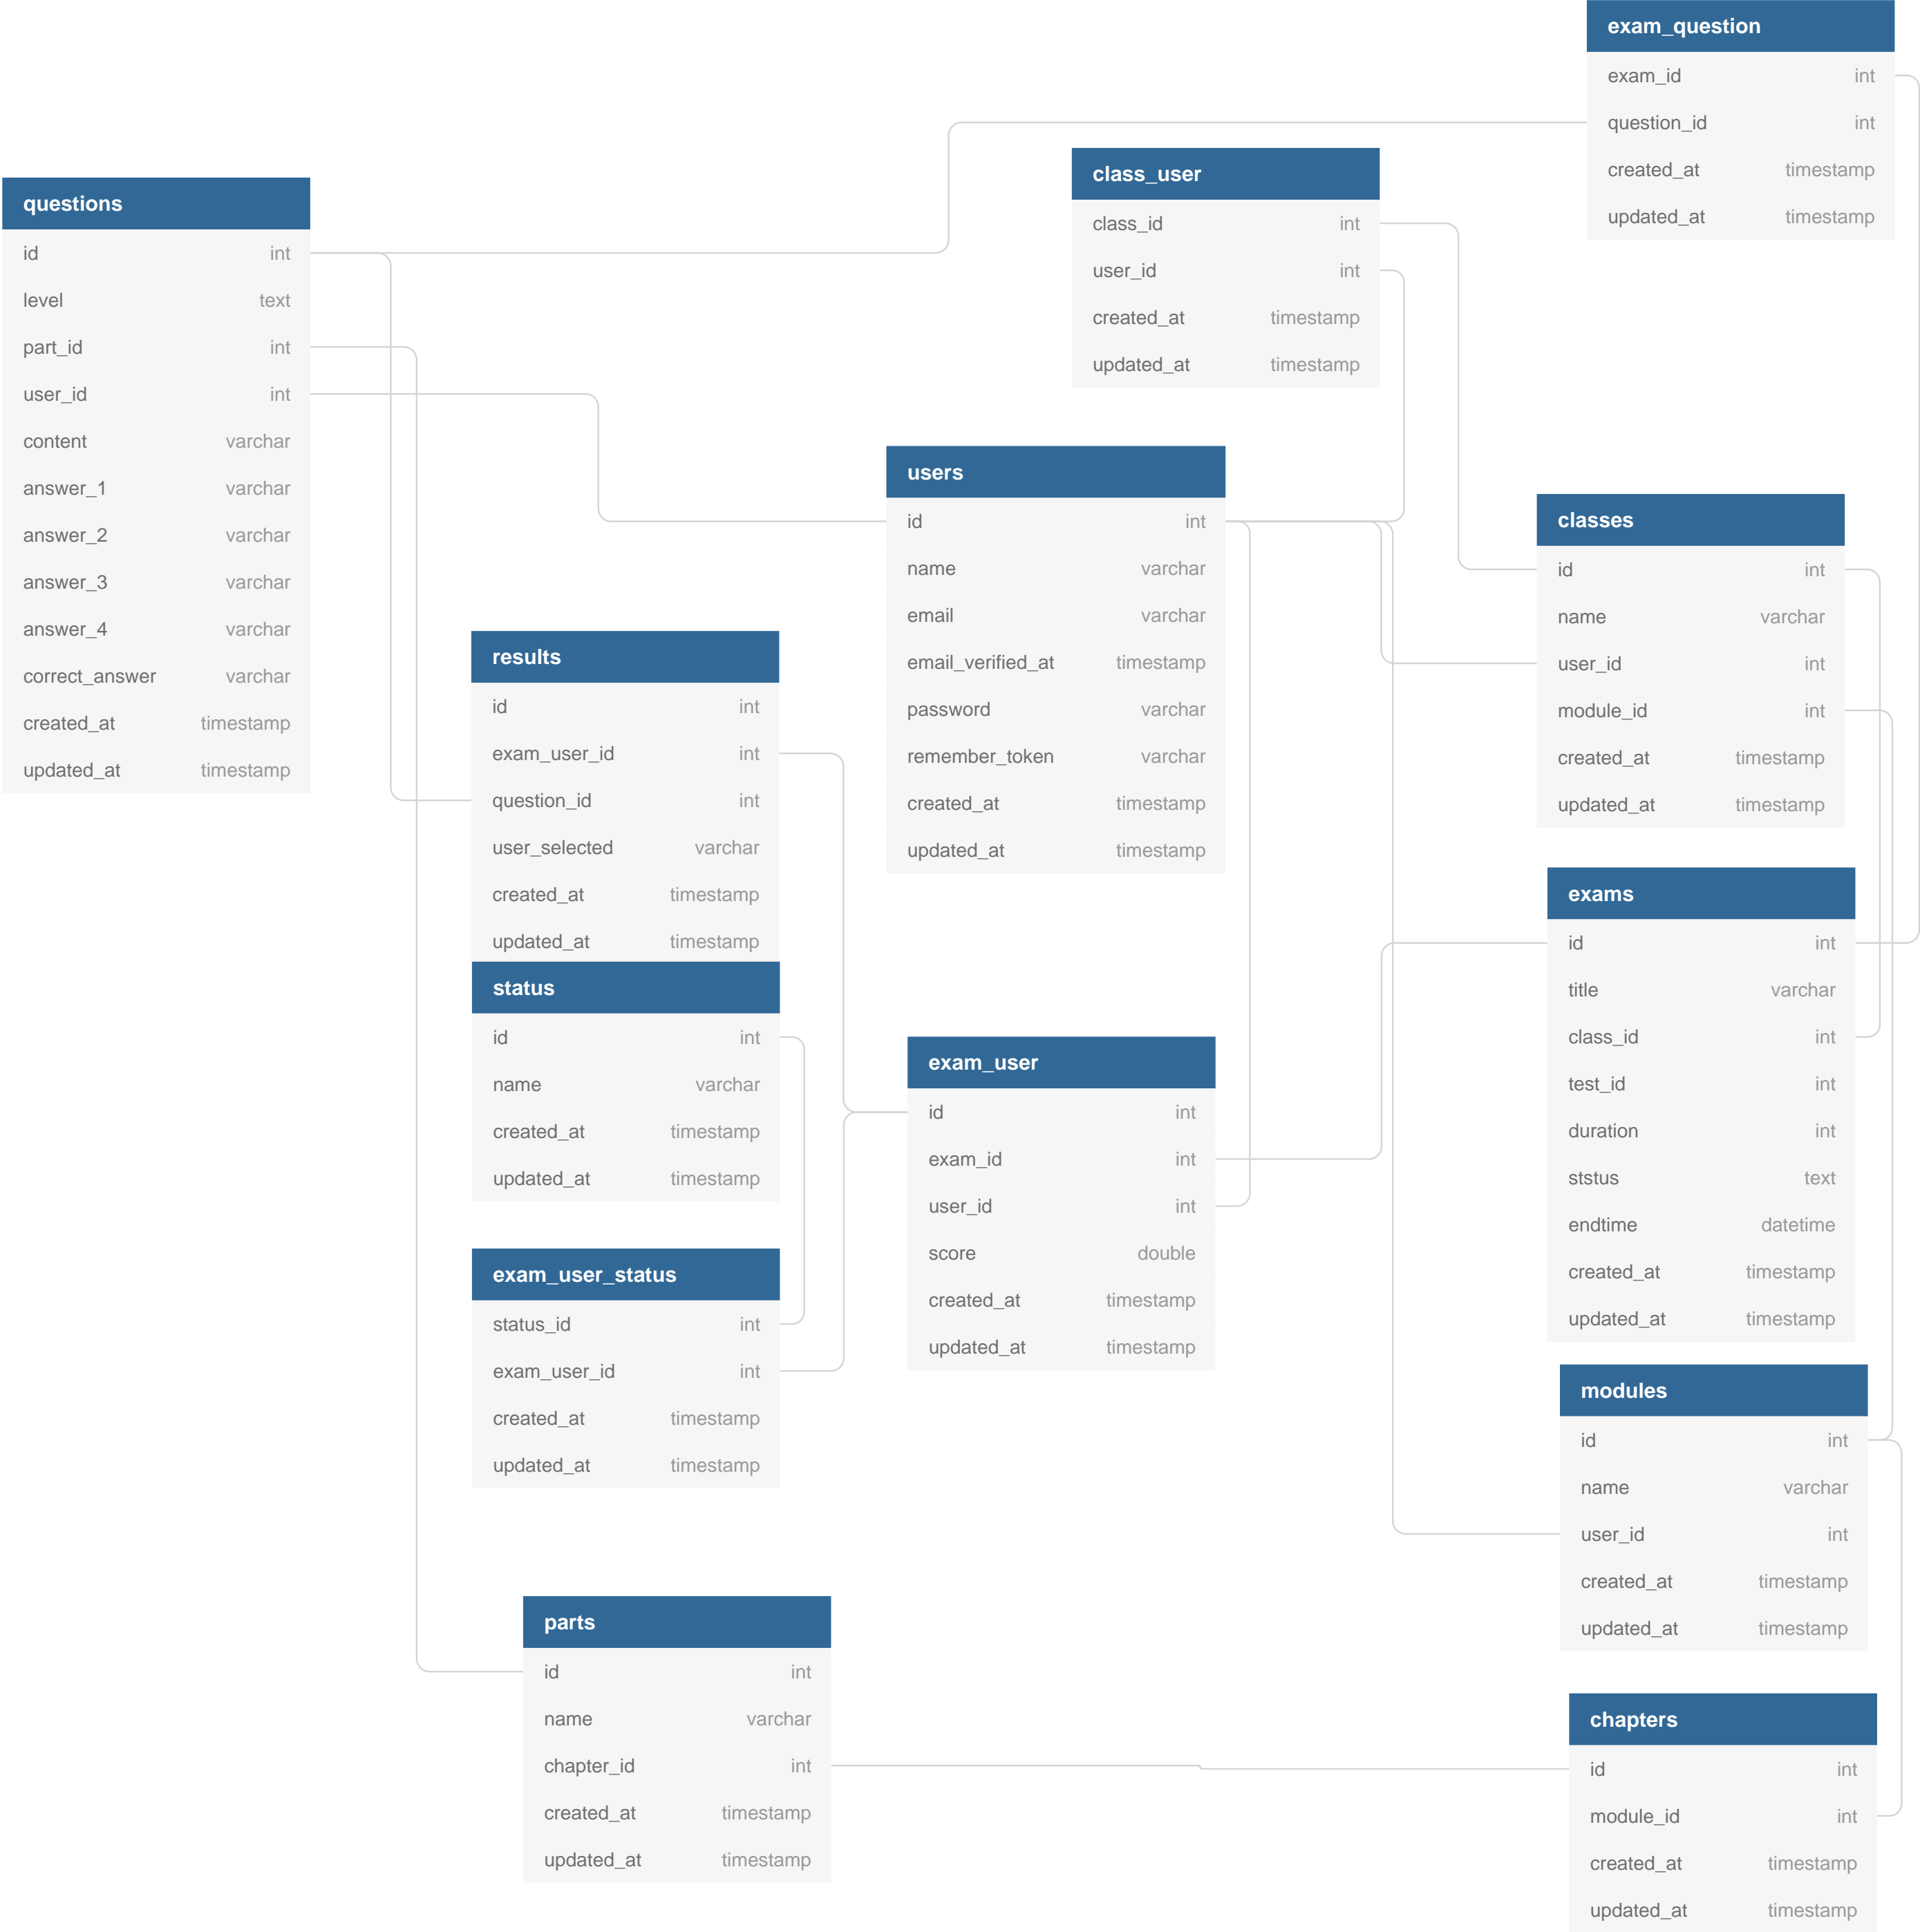 exam_question
exam_id int
question_id int
created_at timestamp
updated_at timestamp
class_user
class_id int
user_id int
created_at timestamp
updated_at timestamp
questions
id int
level text
part_id int
user_id int
content varchar
answer_1 varchar
answer_2 varchar
answer_3 varchar
answer_4 varchar
correct_answer varchar
created_at timestamp
updated_at timestamp
users
id int
name varchar
email varchar
email_verified_at timestamp
password varchar
remember_token varchar
created_at timestamp
updated_at timestamp
classes
id int
name varchar
user_id int
module_id int
created_at timestamp
updated_at timestamp
results
id int
exam_user_id int
question_id int
user_selected varchar
created_at timestamp
updated_at timestamp
exams
id int
title varchar
class_id int
test_id int
duration int
ststus text
endtime datetime
created_at timestamp
updated_at timestamp
status
id int
name varchar
created_at timestamp
updated_at timestamp
exam_user
id int
exam_id int
user_id int
score double
created_at timestamp
updated_at timestamp
exam_user_status
status_id int
exam_user_id int
created_at timestamp
updated_at timestamp
modules
id int
name varchar
user_id int
created_at timestamp
updated_at timestamp
parts
id int
name varchar
chapter_id int
created_at timestamp
updated_at timestamp
chapters
id int
module_id int
created_at timestamp
updated_at timestamp